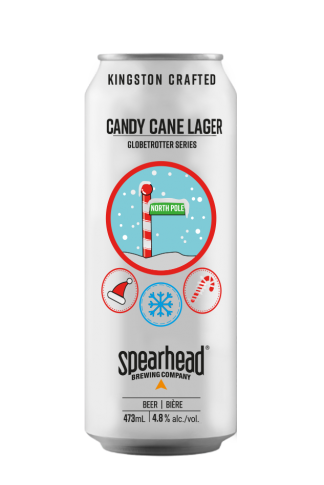 KINGSTON CRAFTED
CANDY CANE LAGER
GLOBETROTTER SERIES
NORTH POLE
spearhead®
BREWING COMPANY
BEER | BIÈRE
473mL | 4.8% alc./vol.